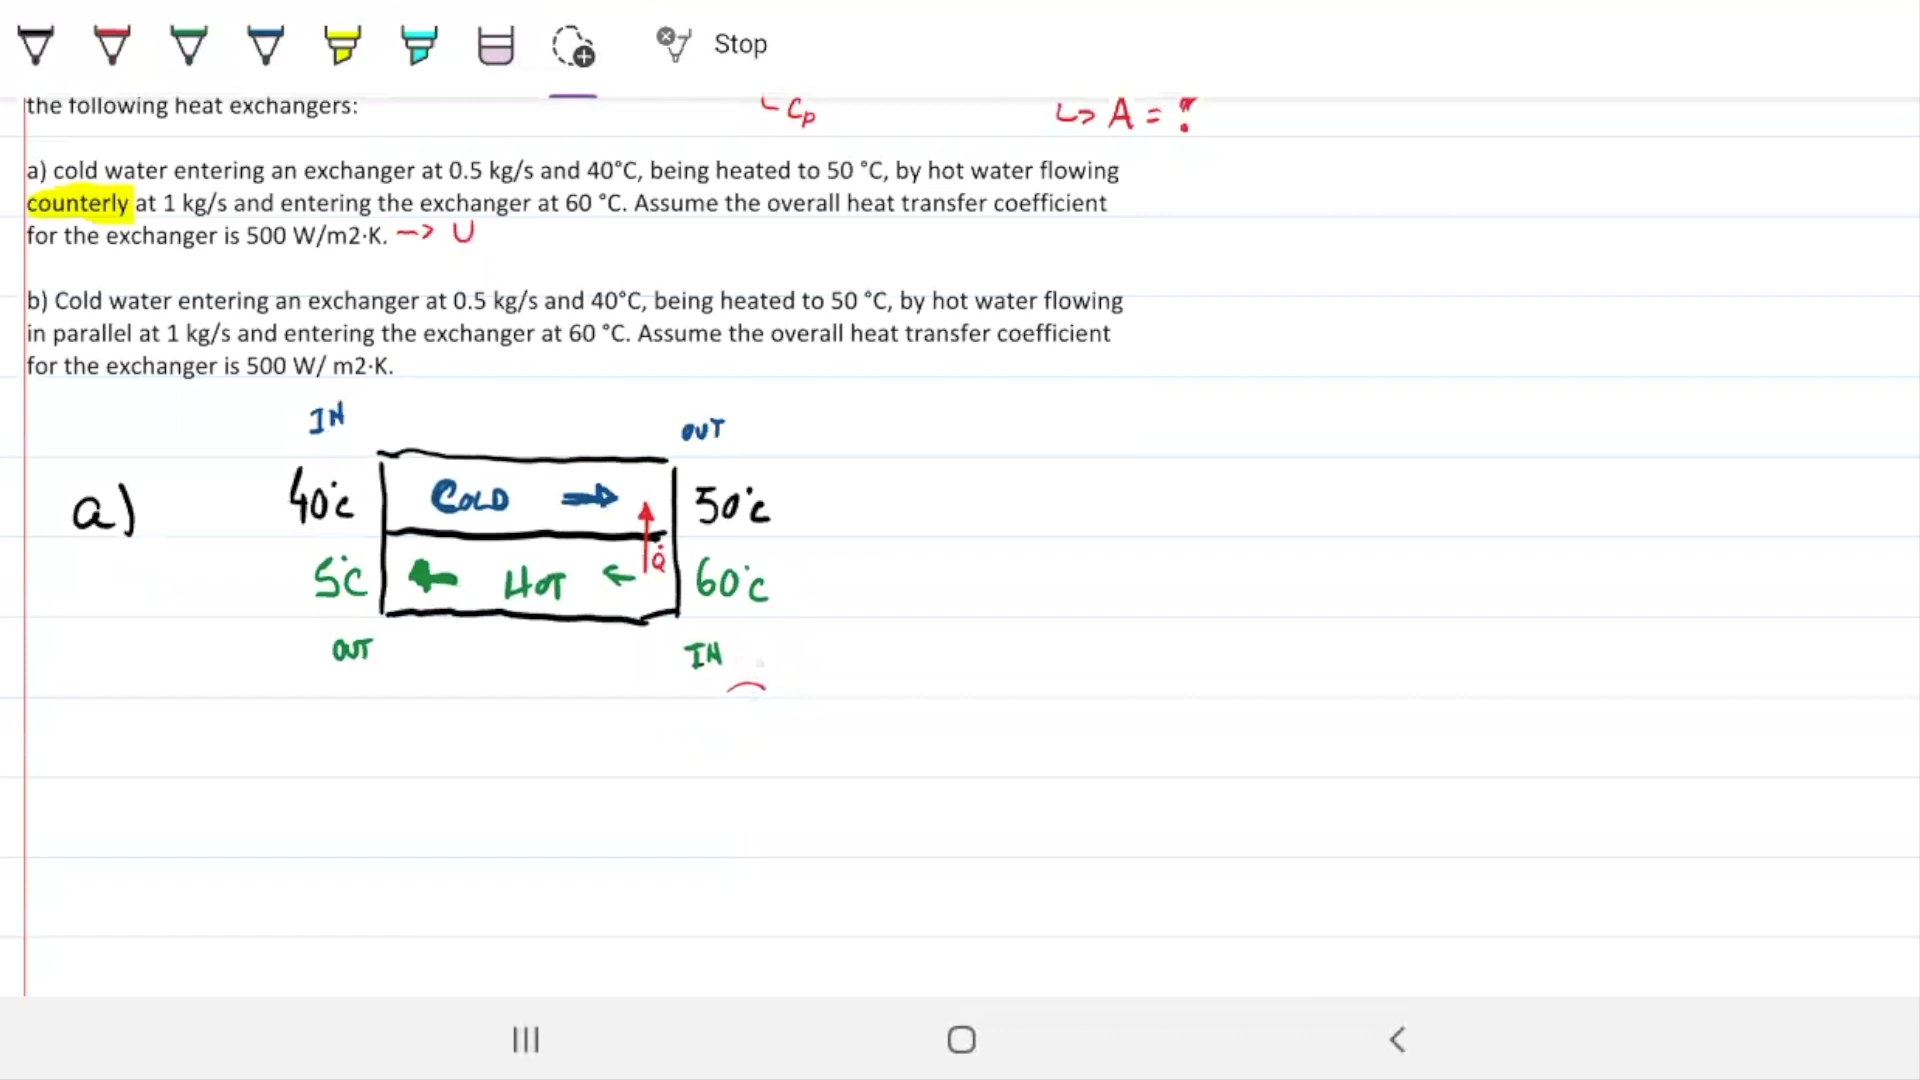 Stop
the following heat exchangers:
Cp
A = ?
a) cold water entering an exchanger at 0.5 kg/s and 40°C, being heated to 50 °C, by hot water flowing
counterly at 1 kg/s and entering the exchanger at 60 °C. Assume the overall heat transfer coefficient
for the exchanger is 500 W/m2·K. --> U
b) Cold water entering an exchanger at 0.5 kg/s and 40°C, being heated to 50 °C, by hot water flowing
in parallel at 1 kg/s and entering the exchanger at 60 °C. Assume the overall heat transfer coefficient
for the exchanger is 500 W/ m2·K.
IN
OUT
a)
40°C
COLD
50°C
5°C
HOT
Q̇
60°C
OUT
IN